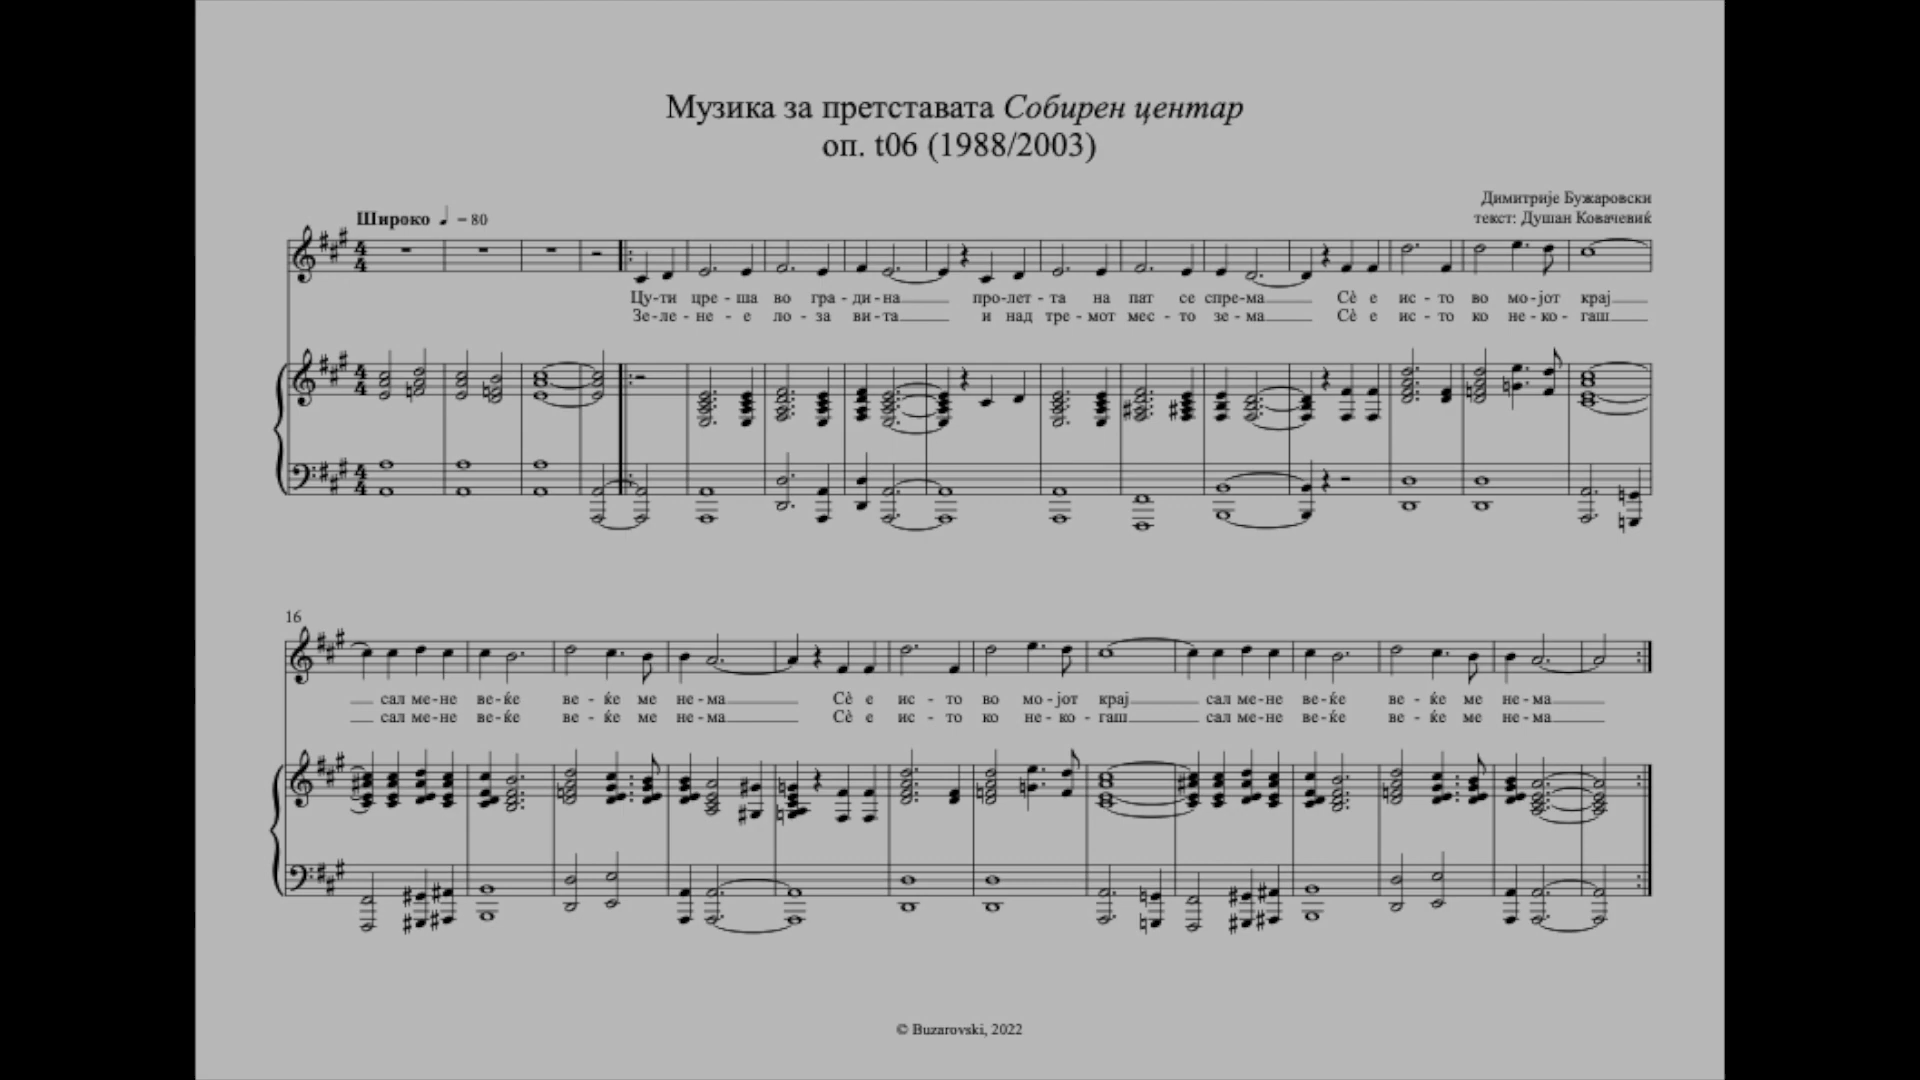 Музика за претставата Собирен центар
оп. t06 (1988/2003)
Димитрије Бужаровски
текст: Душан Ковачевиќ
Широко ♩ = 80
Цу-ти цре - ша во гра - ди - на про-лет - та на пат се спре-ма Сѐ е ис - то во мо-јот крај
Зе-ле - не - е ло - за ви-та и над тре - мот мес - то зе - ма Сѐ е ис - то ко не-ко - гаш
16
сал ме-не ве-ќе ве - ќе ме не-ма Сѐ е ис - то во мо-јот крај сал ме-не ве-ќе ве - ќе ме не-ма
сал ме-не ве-ќе ве - ќе ме не-ма Сѐ е ис - то ко не-ко - гаш сал ме-не ве-ќе ве - ќе ме не-ма
© Buzarovski, 2022